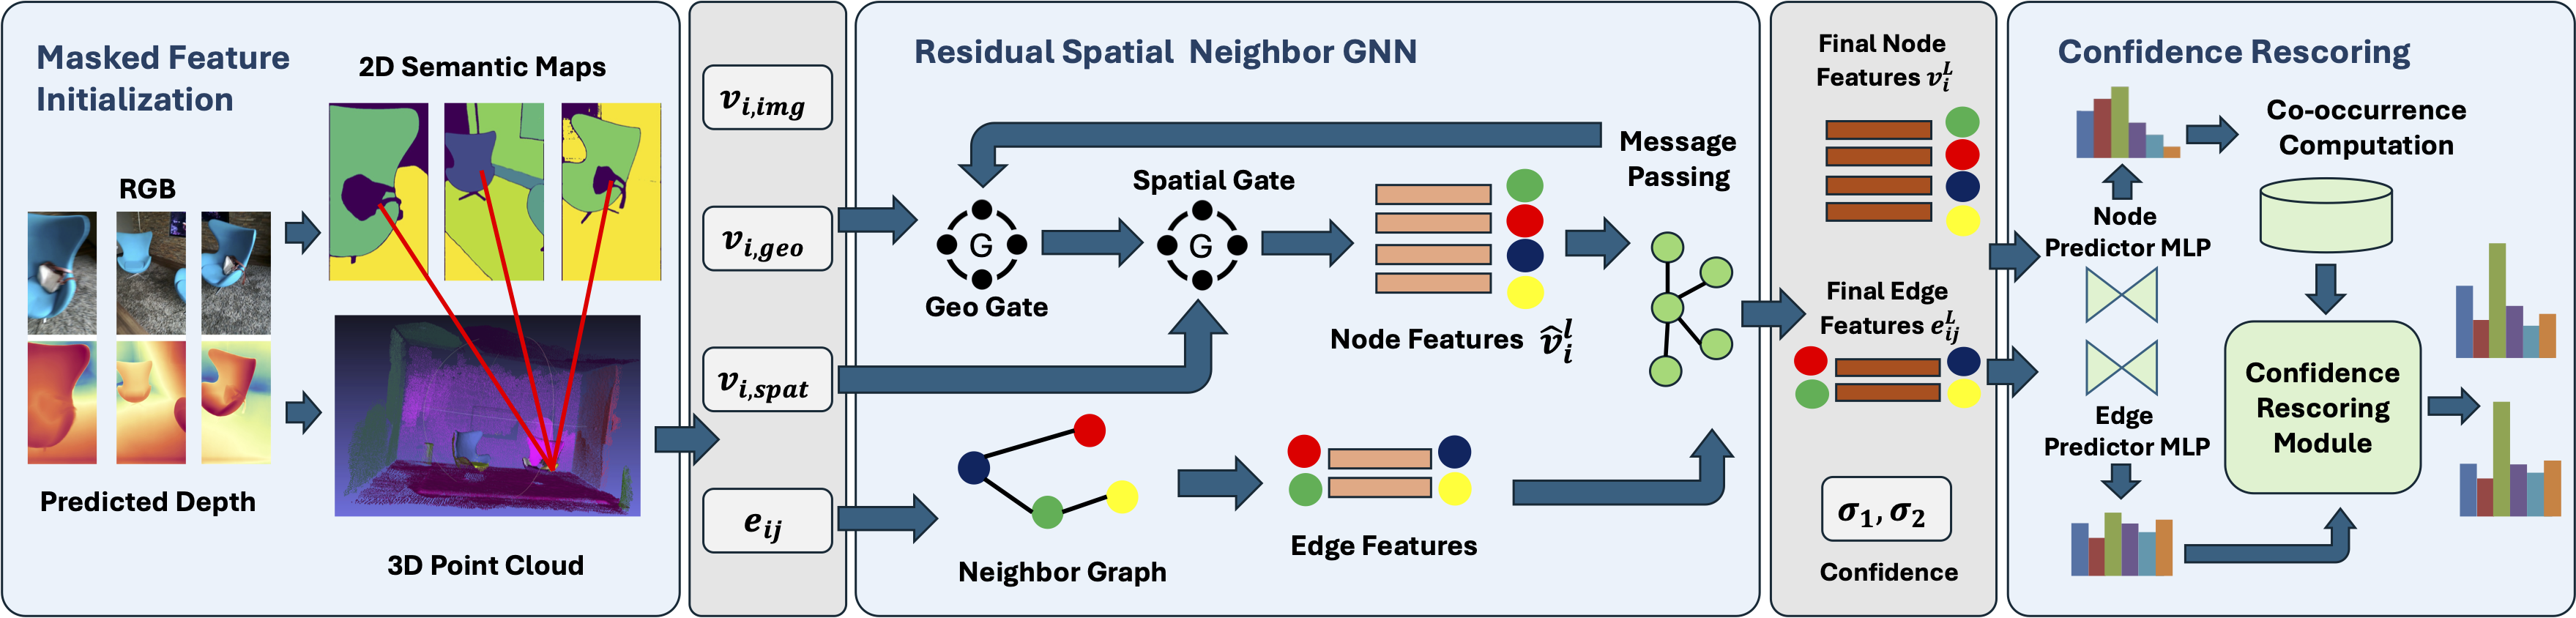 Masked Feature
Initialization
2D Semantic Maps
RGB
Predicted Depth
3D Point Cloud
v_{i,img}
v_{i,geo}
v_{i,spat}
e_{ij}
Residual Spatial Neighbor GNN
Message
Passing
Spatial Gate
G
G
Geo Gate
Node Features \hat{v}_i^l
Neighbor Graph
Edge Features
Final Node
Features v_i^L
Final Edge
Features e_{ij}^L
σ_1, σ_2
Confidence
Confidence Rescoring
Co-occurrence
Computation
Node
Predictor MLP
Edge
Predictor MLP
Confidence
Rescoring
Module